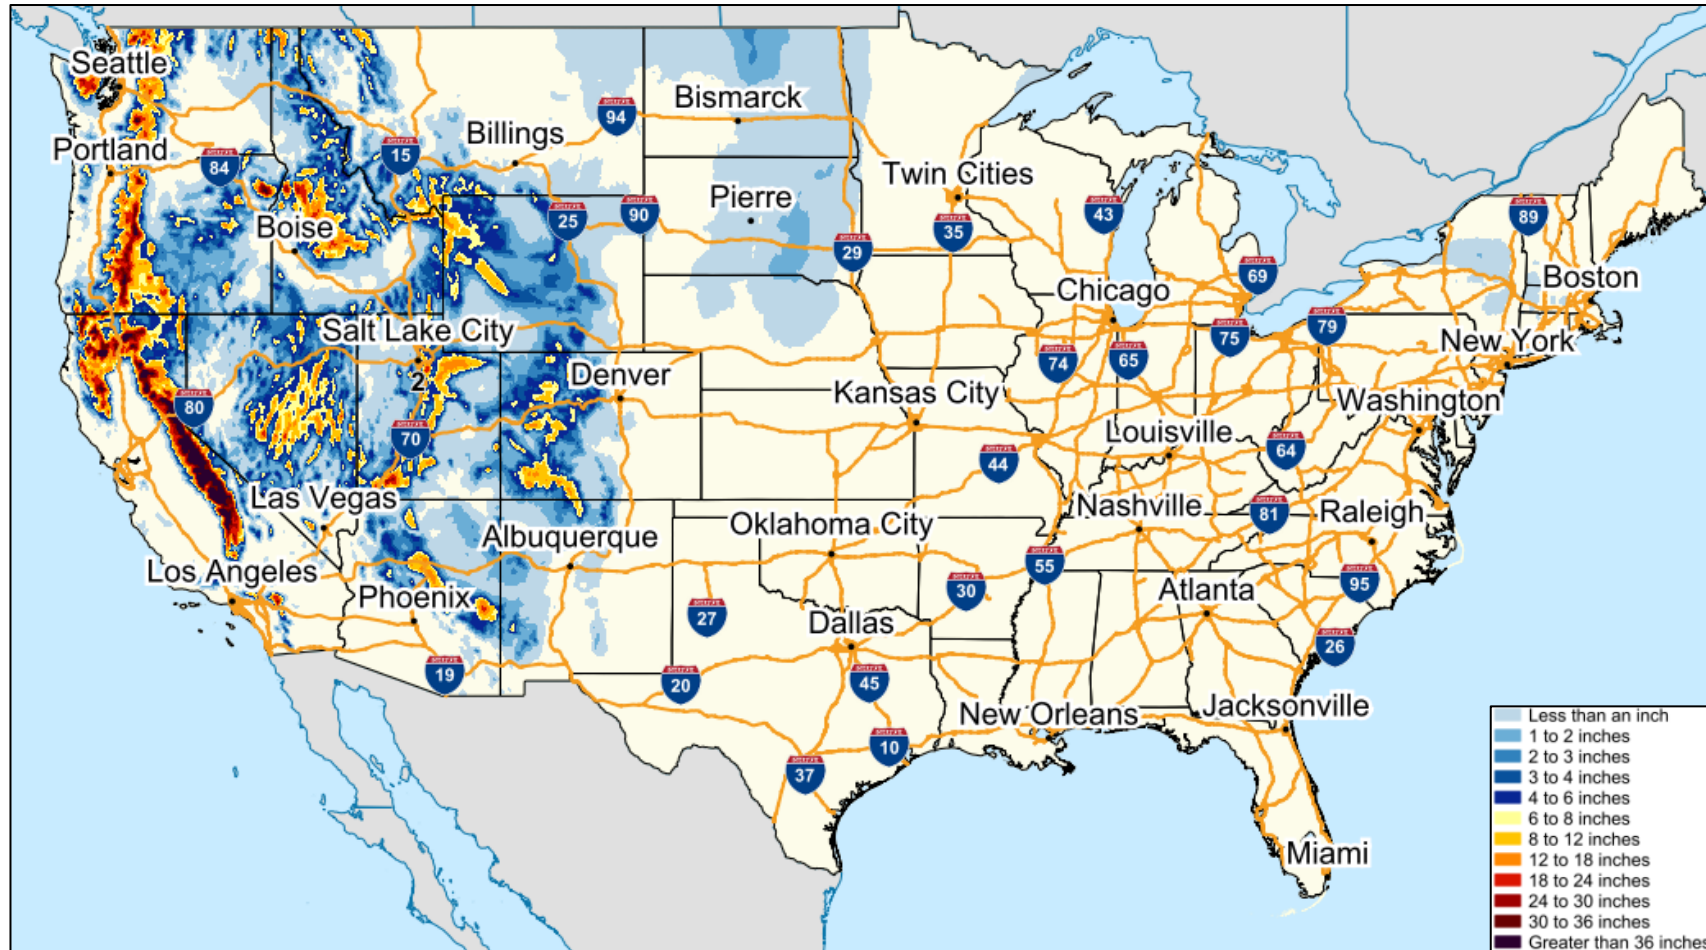 Seattle
Bismarck
94
Billings
Portland
15
84
Twin Cities
Pierre
25
90
43
89
Boise
35
29
69
Boston
Chicago
Salt Lake City
79
75
New York
74
65
Denver
2
Kansas City
80
Washington
70
Louisville
64
44
Las Vegas
Nashville
81
Raleigh
Oklahoma City
Albuquerque
Los Angeles
55
95
Phoenix
30
Atlanta
27
Dallas
26
19
20
45
New Orleans
Jacksonville
10
37
Miami
Less than an inch
1 to 2 inches
2 to 3 inches
3 to 4 inches
4 to 6 inches
6 to 8 inches
8 to 12 inches
12 to 18 inches
18 to 24 inches
24 to 30 inches
30 to 36 inches
Greater than 36 inches